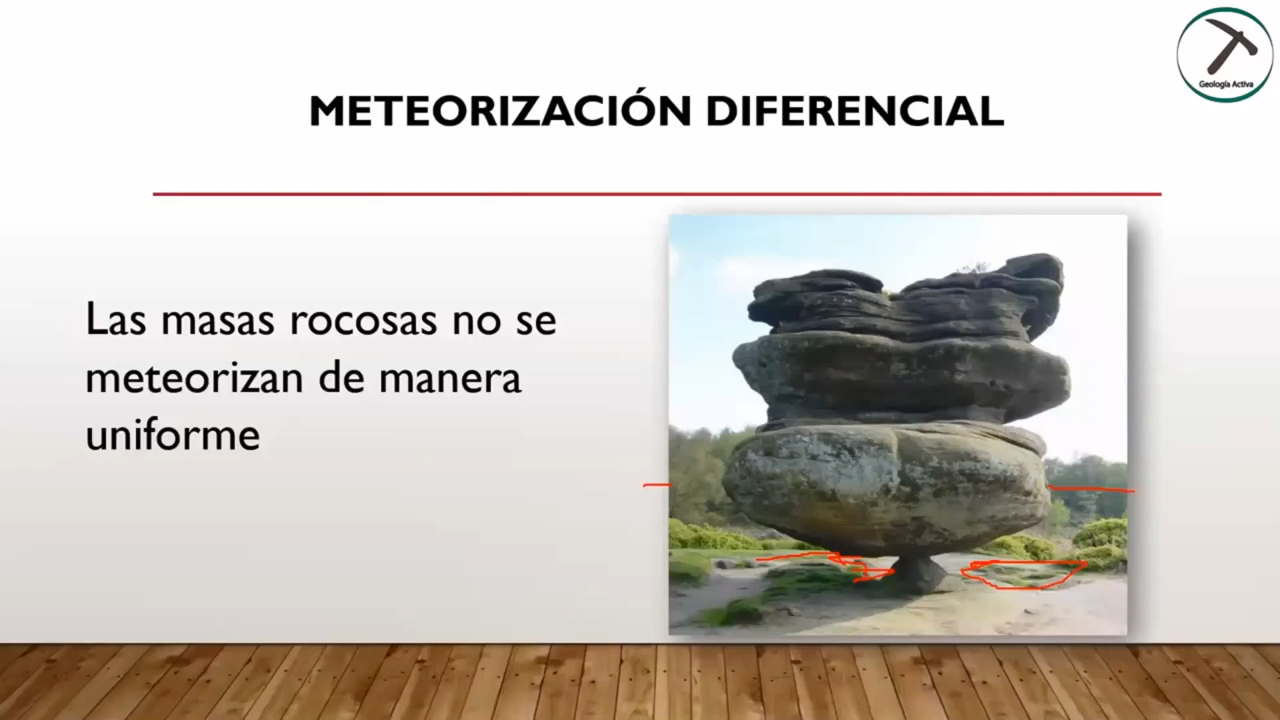 Geología Activa
METEORIZACIÓN DIFERENCIAL
Las masas rocosas no se
meteorizan de manera
uniforme